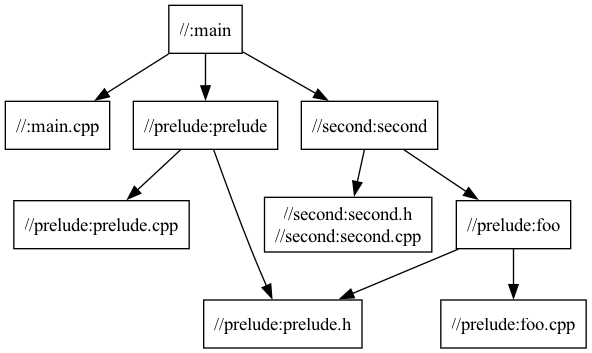 //:main
//:main.cpp
//prelude:prelude
//second:second
//prelude:prelude.cpp
//second:second.h
//second:second.cpp
//prelude:foo
//prelude:prelude.h
//prelude:foo.cpp